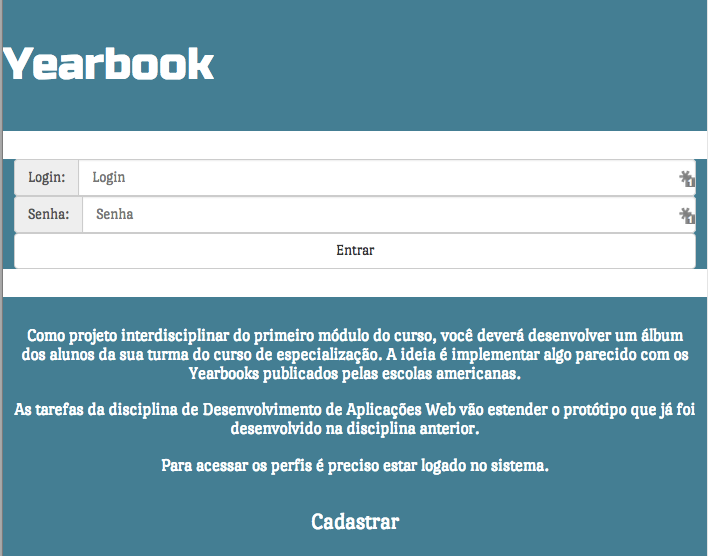 Yearbook
Login: Login
Senha: Senha
Entrar
Como projeto interdisciplinar do primeiro módulo do curso, você deverá desenvolver um álbum
dos alunos da sua turma do curso de especialização. A ideia é implementar algo parecido com os
Yearbooks publicados pelas escolas americanas.
As tarefas da disciplina de Desenvolvimento de Aplicações Web vão estender o protótipo que já foi
desenvolvido na disciplina anterior.
Para acessar os perfis é preciso estar logado no sistema.
Cadastrar